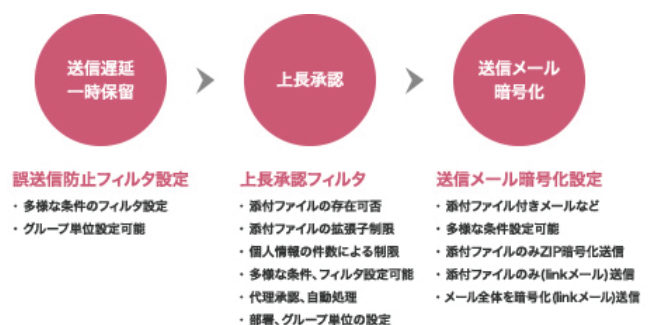 送信遅延
一時保留
上長承認
送信メール
暗号化
誤送信防止フィルタ設定
・多様な条件のフィルタ設定
・グループ単位設定可能
上長承認フィルタ
・添付ファイルの存在可否
・添付ファイルの拡張子制限
・個人情報の件数による制限
・多様な条件、フィルタ設定可能
・代理承認、自動処理
・部署、グループ単位の設定
送信メール暗号化設定
・添付ファイル付きメールなど
・多様な条件設定可能
・添付ファイルのみZIP暗号化送信
・添付ファイルのみ(linkメール)送信
・メール全体を暗号化(linkメール)送信